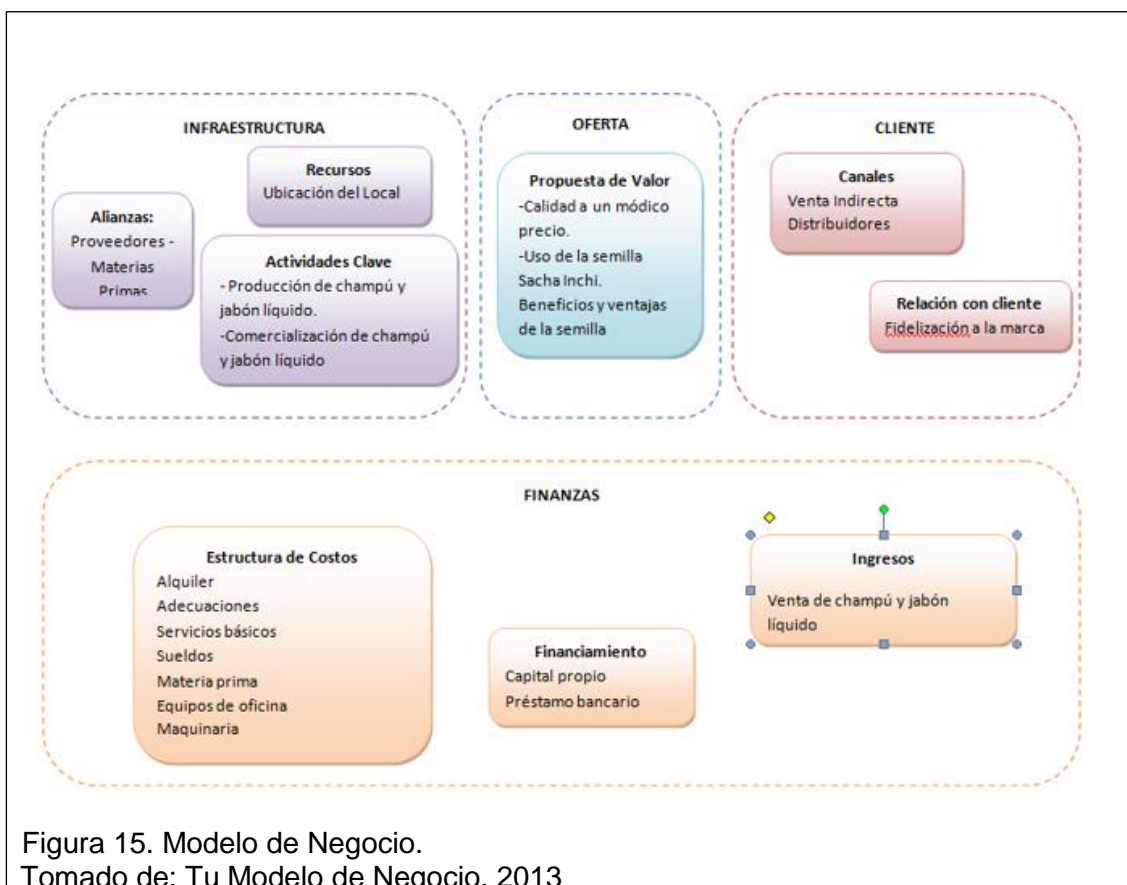 INFRAESTRUCTURA
Recursos
Ubicación del Local
Alianzas:
Proveedores -
Materias
Primas
Actividades Clave
- Producción de champú y
jabón líquido.
-Comercialización de champú
y jabón líquido
OFERTA
Propuesta de Valor
-Calidad a un módico
precio.
-Uso de la semilla
Sacha Inchi.
Beneficios y ventajas
de la semilla
CLIENTE
Canales
Venta Indirecta
Distribuidores
Relación con cliente
Fidelización a la marca
FINANZAS
Estructura de Costos
Alquiler
Adecuaciones
Servicios básicos
Sueldos
Materia prima
Equipos de oficina
Maquinaria
Financiamiento
Capital propio
Préstamo bancario
Ingresos
Venta de champú y jabón
líquido
Figura 15. Modelo de Negocio.
Tomado de: Tu Modelo de Negocio, 2013